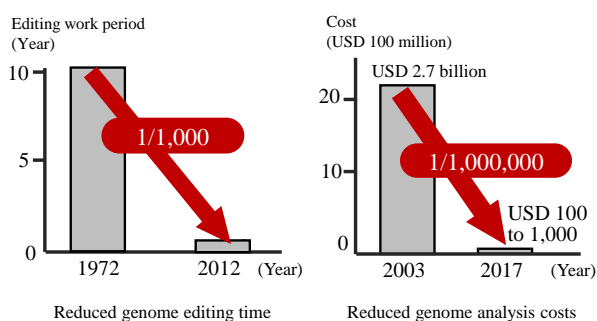 Editing work period
(Year)
10
5
0
1/1,000
1972
2012
(Year)
Reduced genome editing time
Cost
(USD 100 million)
USD 2.7 billion
20
10
0
1/1,000,000
USD 100
to 1,000
2003
2017
(Year)
Reduced genome analysis costs